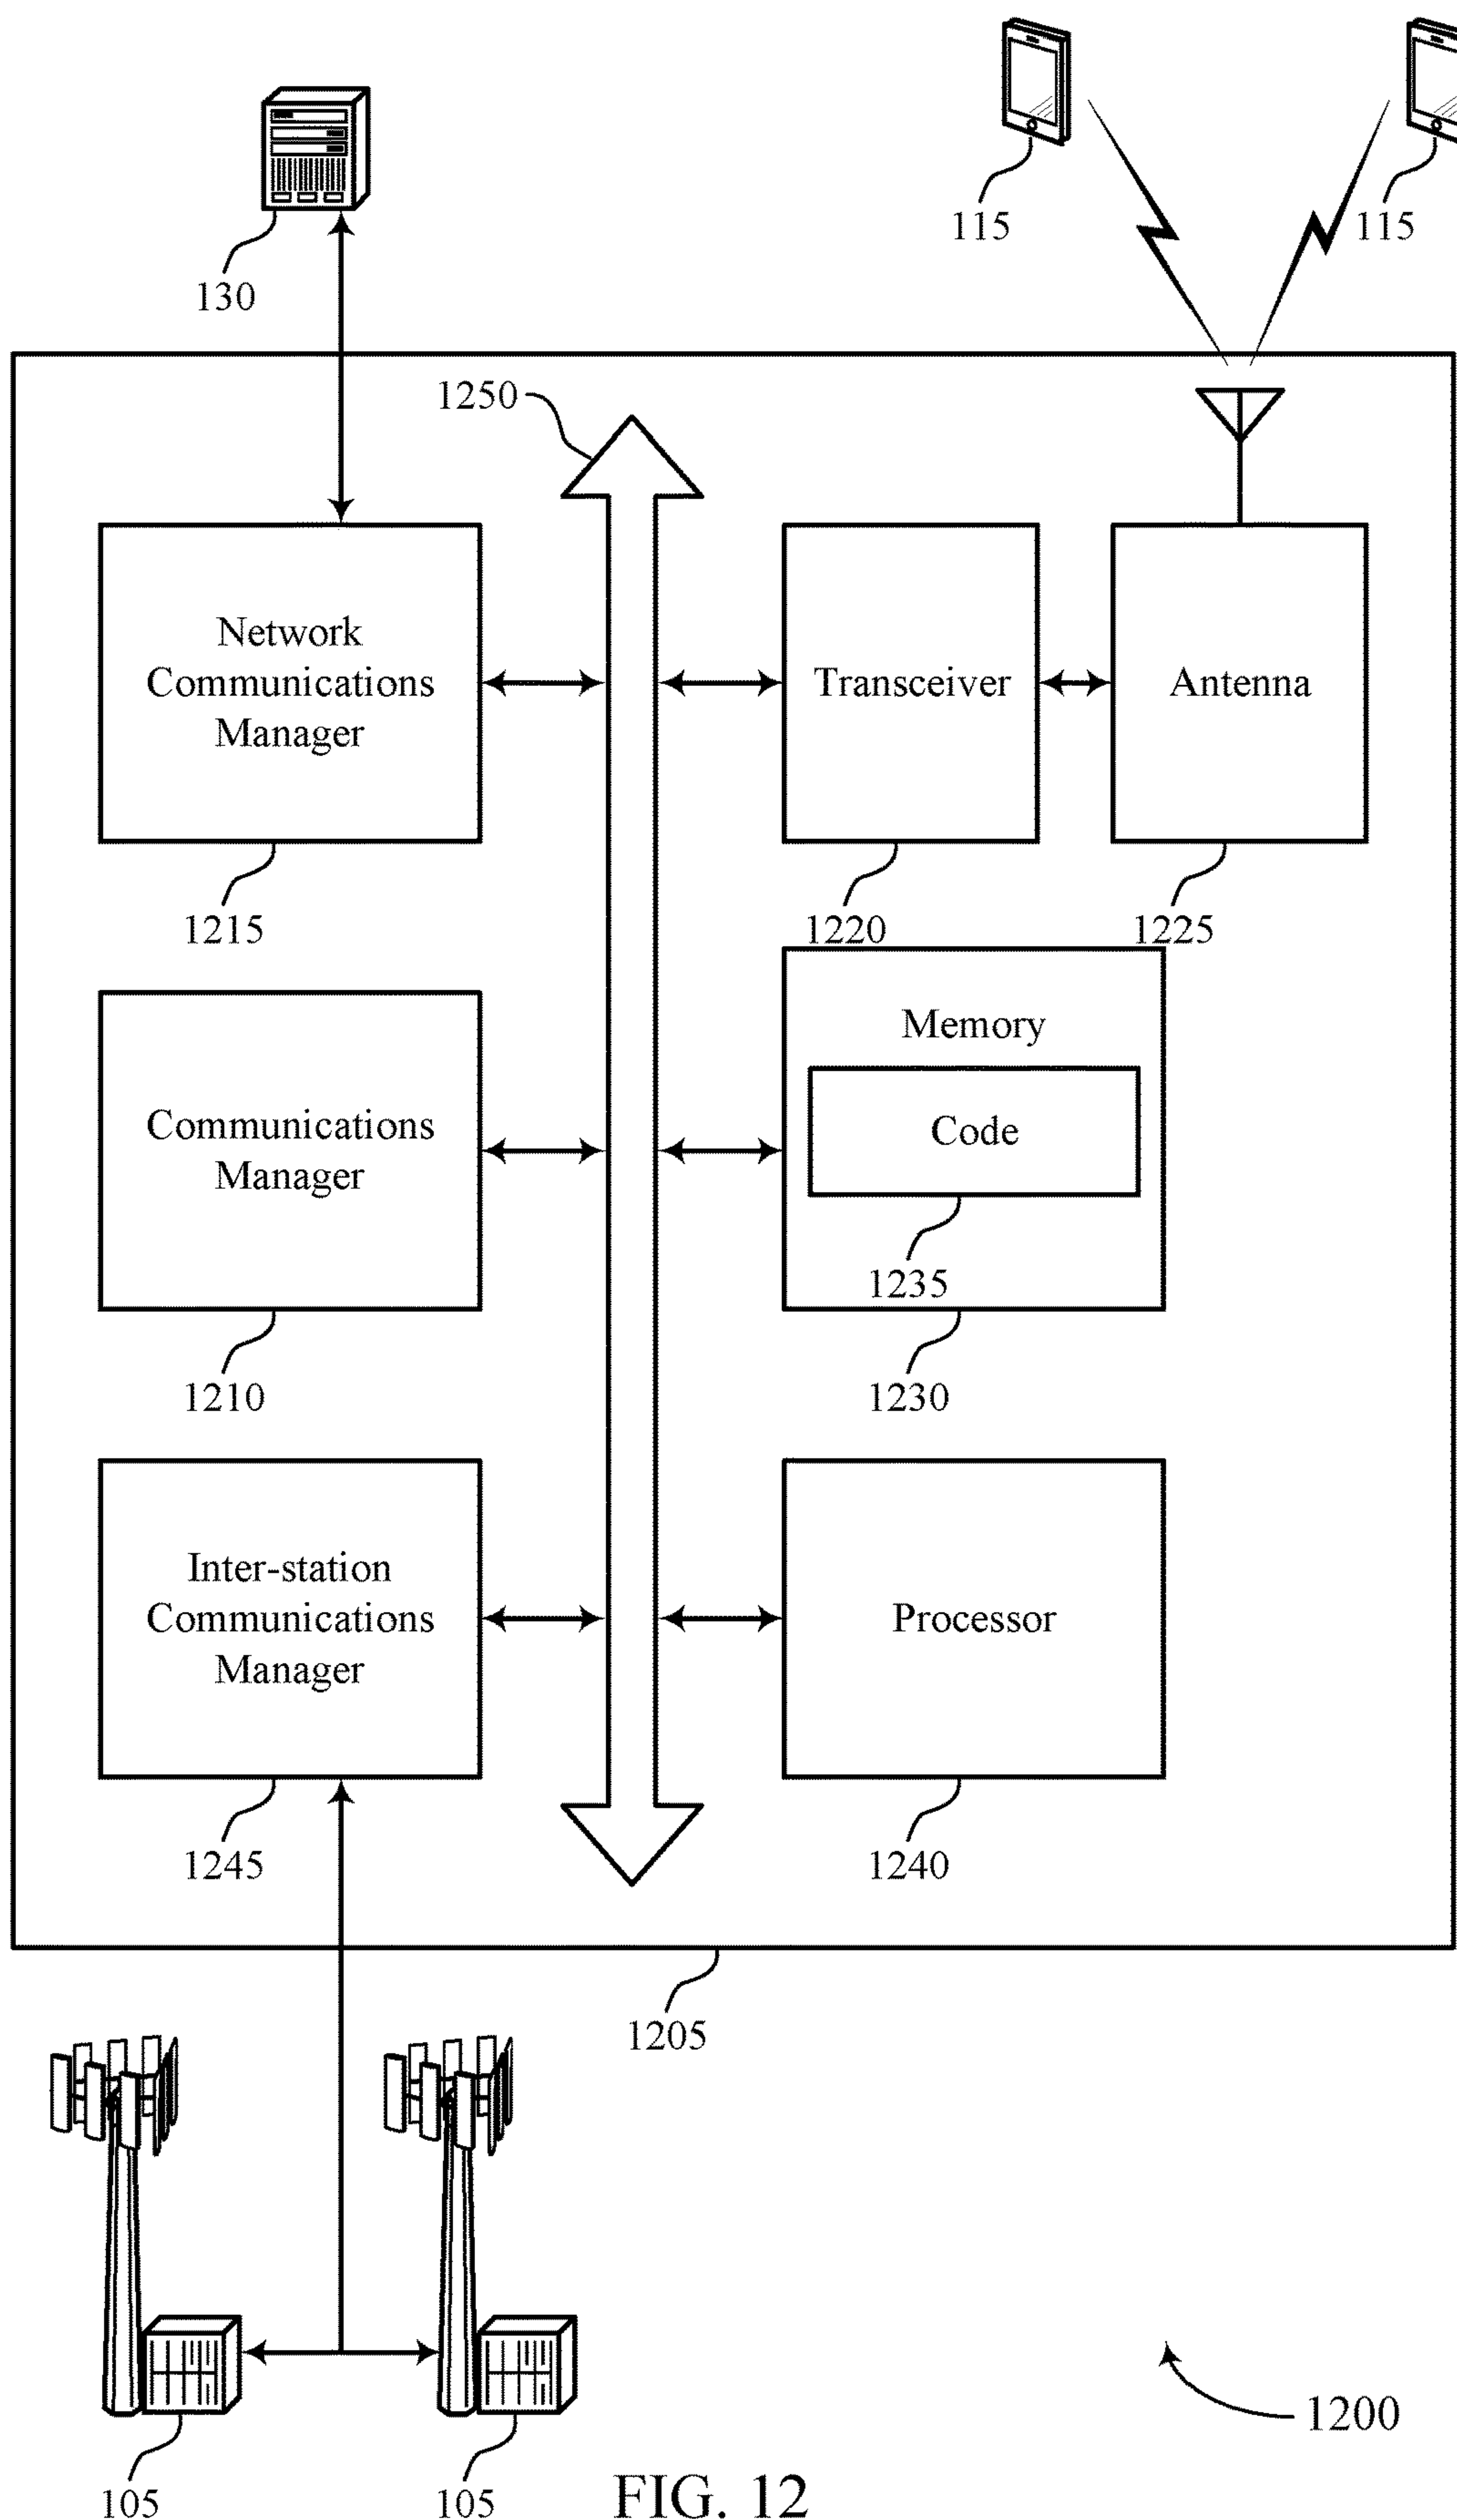 115
115
130
1250
Network
Communications
Manager
Transceiver
Antenna
1215
1220
1225
Communications
Manager
Memory
Code
1235
1210
1230
Inter-station
Communications
Manager
Processor
1245
1240
1205
1200
105
105
FIG. 12